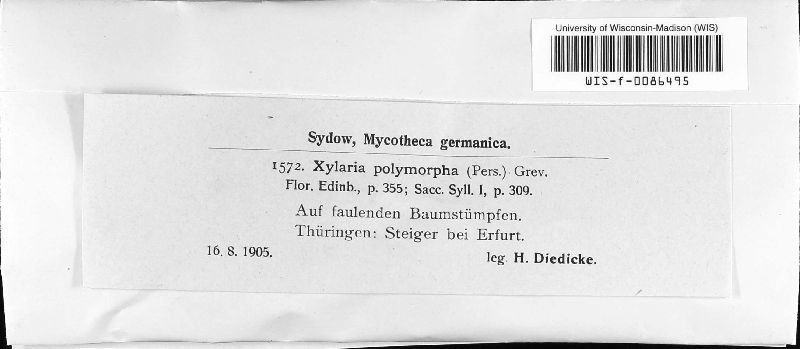 University of Wisconsin-Madison (WIS)
WIS-f-0086495
Sydow, Mycotheca germanica.
1572. Xylaria polymorpha (Pers.) Grev.
Flor. Edinb., p. 355; Sacc. Syll. I, p. 309.
Auf faulenden Baumstümpfen.
Thüringen: Steiger bei Erfurt.
16. 8. 1905.
leg. H. Diedicke.